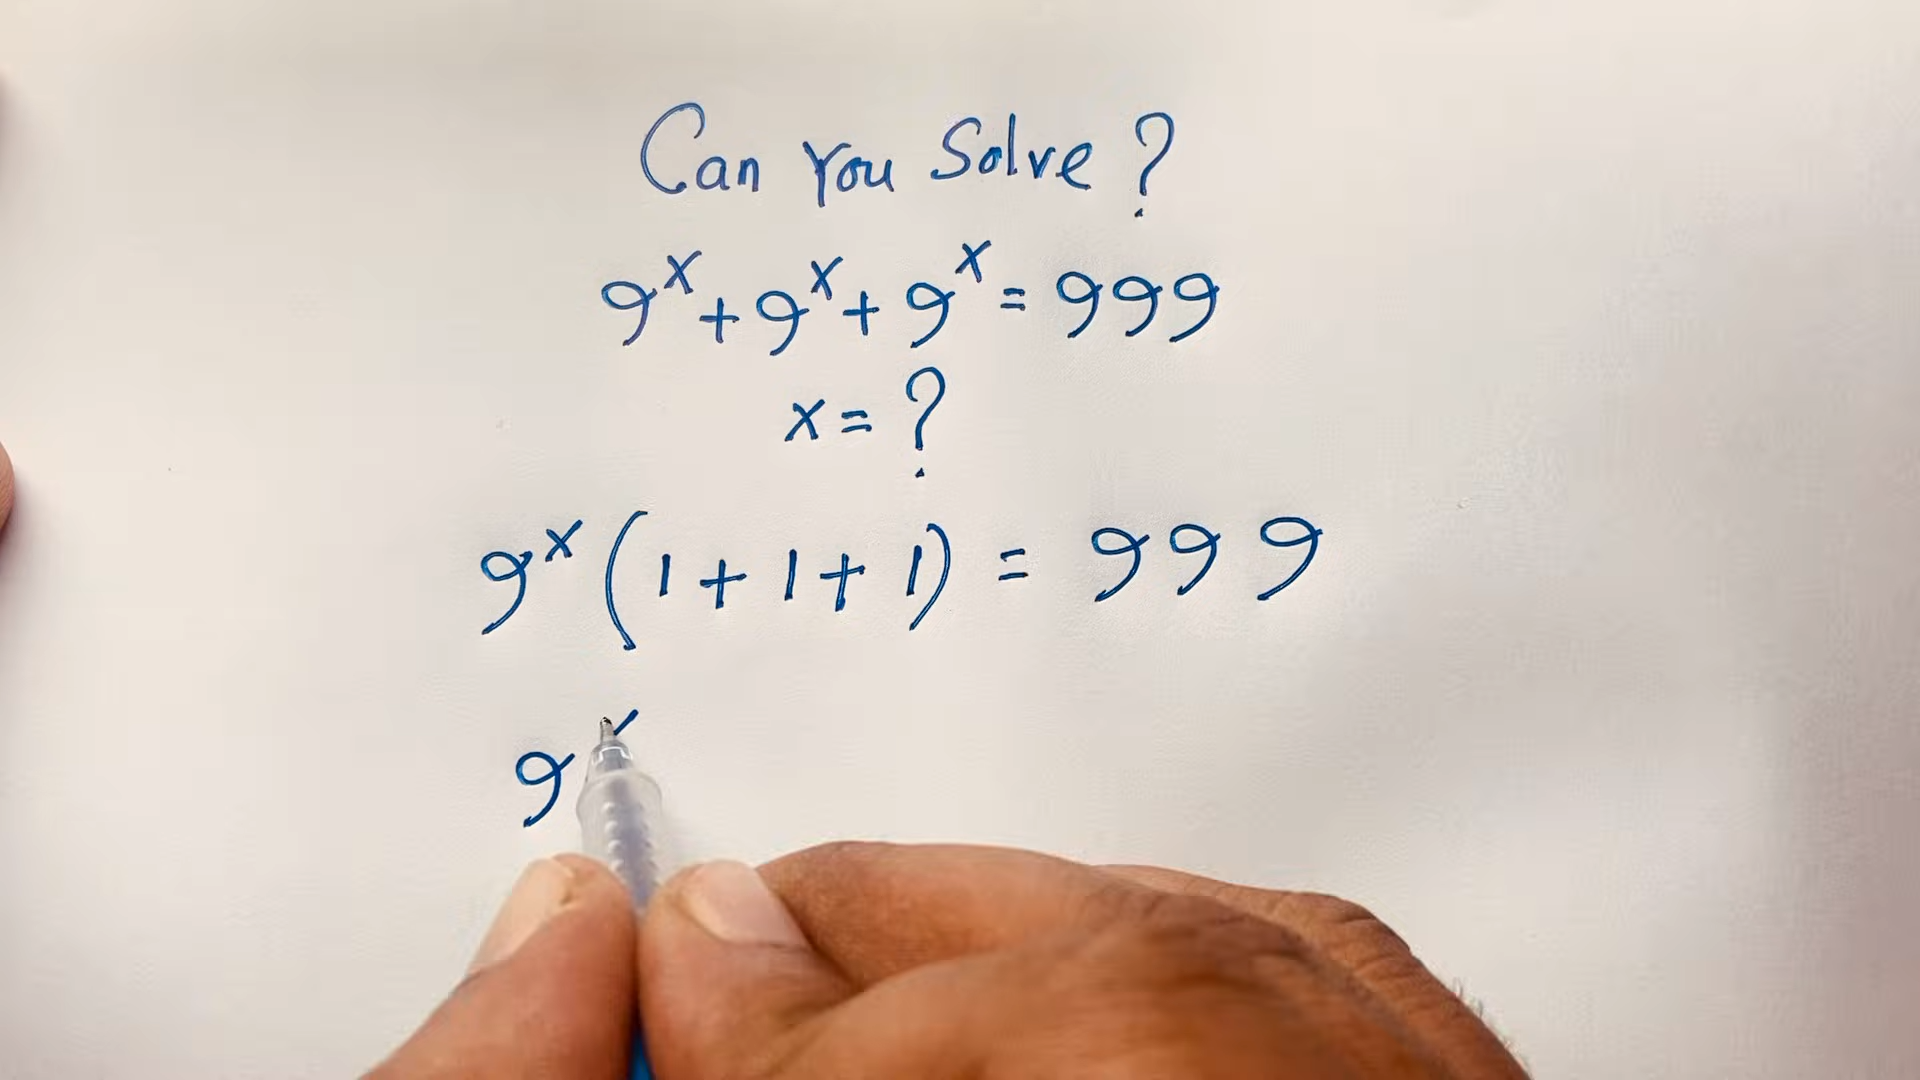 Can You Solve?
9^x + 9^x + 9^x = 999
x = ?
9^x (1 + 1 + 1) = 999
9